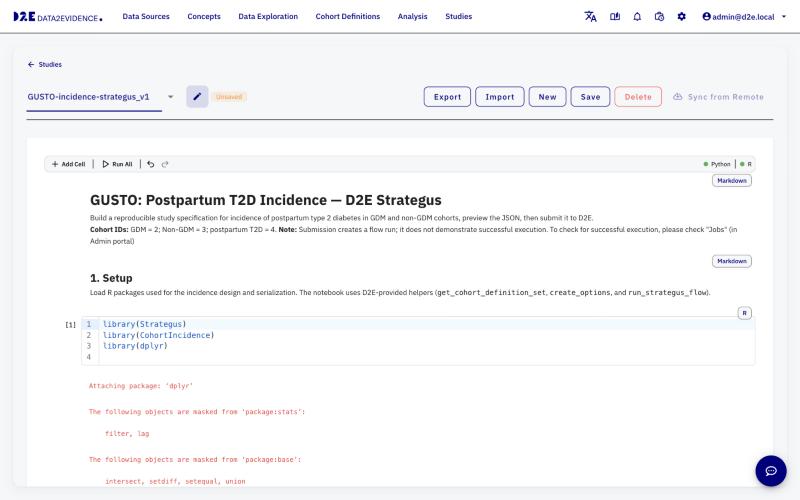 D2E DATA2EVIDENCE.
Data Sources
Concepts
Data Exploration
Cohort Definitions
Analysis
Studies
admin@d2e.local
Studies
GUSTO-incidence-strategus_v1
Unsaved
Export
Import
New
Save
Delete
Sync from Remote
Add Cell
Run All
Python
R
Markdown
GUSTO: Postpartum T2D Incidence — D2E Strategus
Build a reproducible study specification for incidence of postpartum type 2 diabetes in GDM and non-GDM cohorts, preview the JSON, then submit it to D2E.
Cohort IDs: GDM = 2; Non-GDM = 3; postpartum T2D = 4. Note: Submission creates a flow run; it does not demonstrate successful execution. To check for successful execution, please check "Jobs" (in
Admin portal)
Markdown
1. Setup
Load R packages used for the incidence design and serialization. The notebook uses D2E-provided helpers (get_cohort_definition_set, create_options, and run_strategus_flow).
R
[1]
1 library(Strategus)
2 library(CohortIncidence)
3 library(dplyr)
4
Attaching package: ‘dplyr’
The following objects are masked from ‘package:stats’:
filter, lag
The following objects are masked from ‘package:base’:
intersect, setdiff, setequal, union